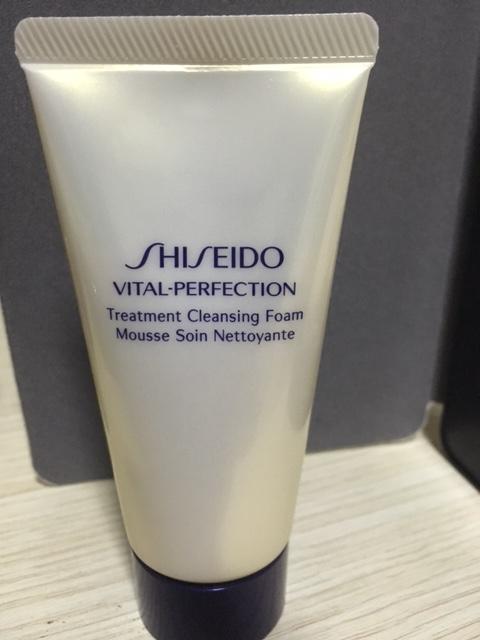 SHISEIDO
VITAL-PERFECTION
Treatment Cleansing Foam
Mousse Soin Nettoyante